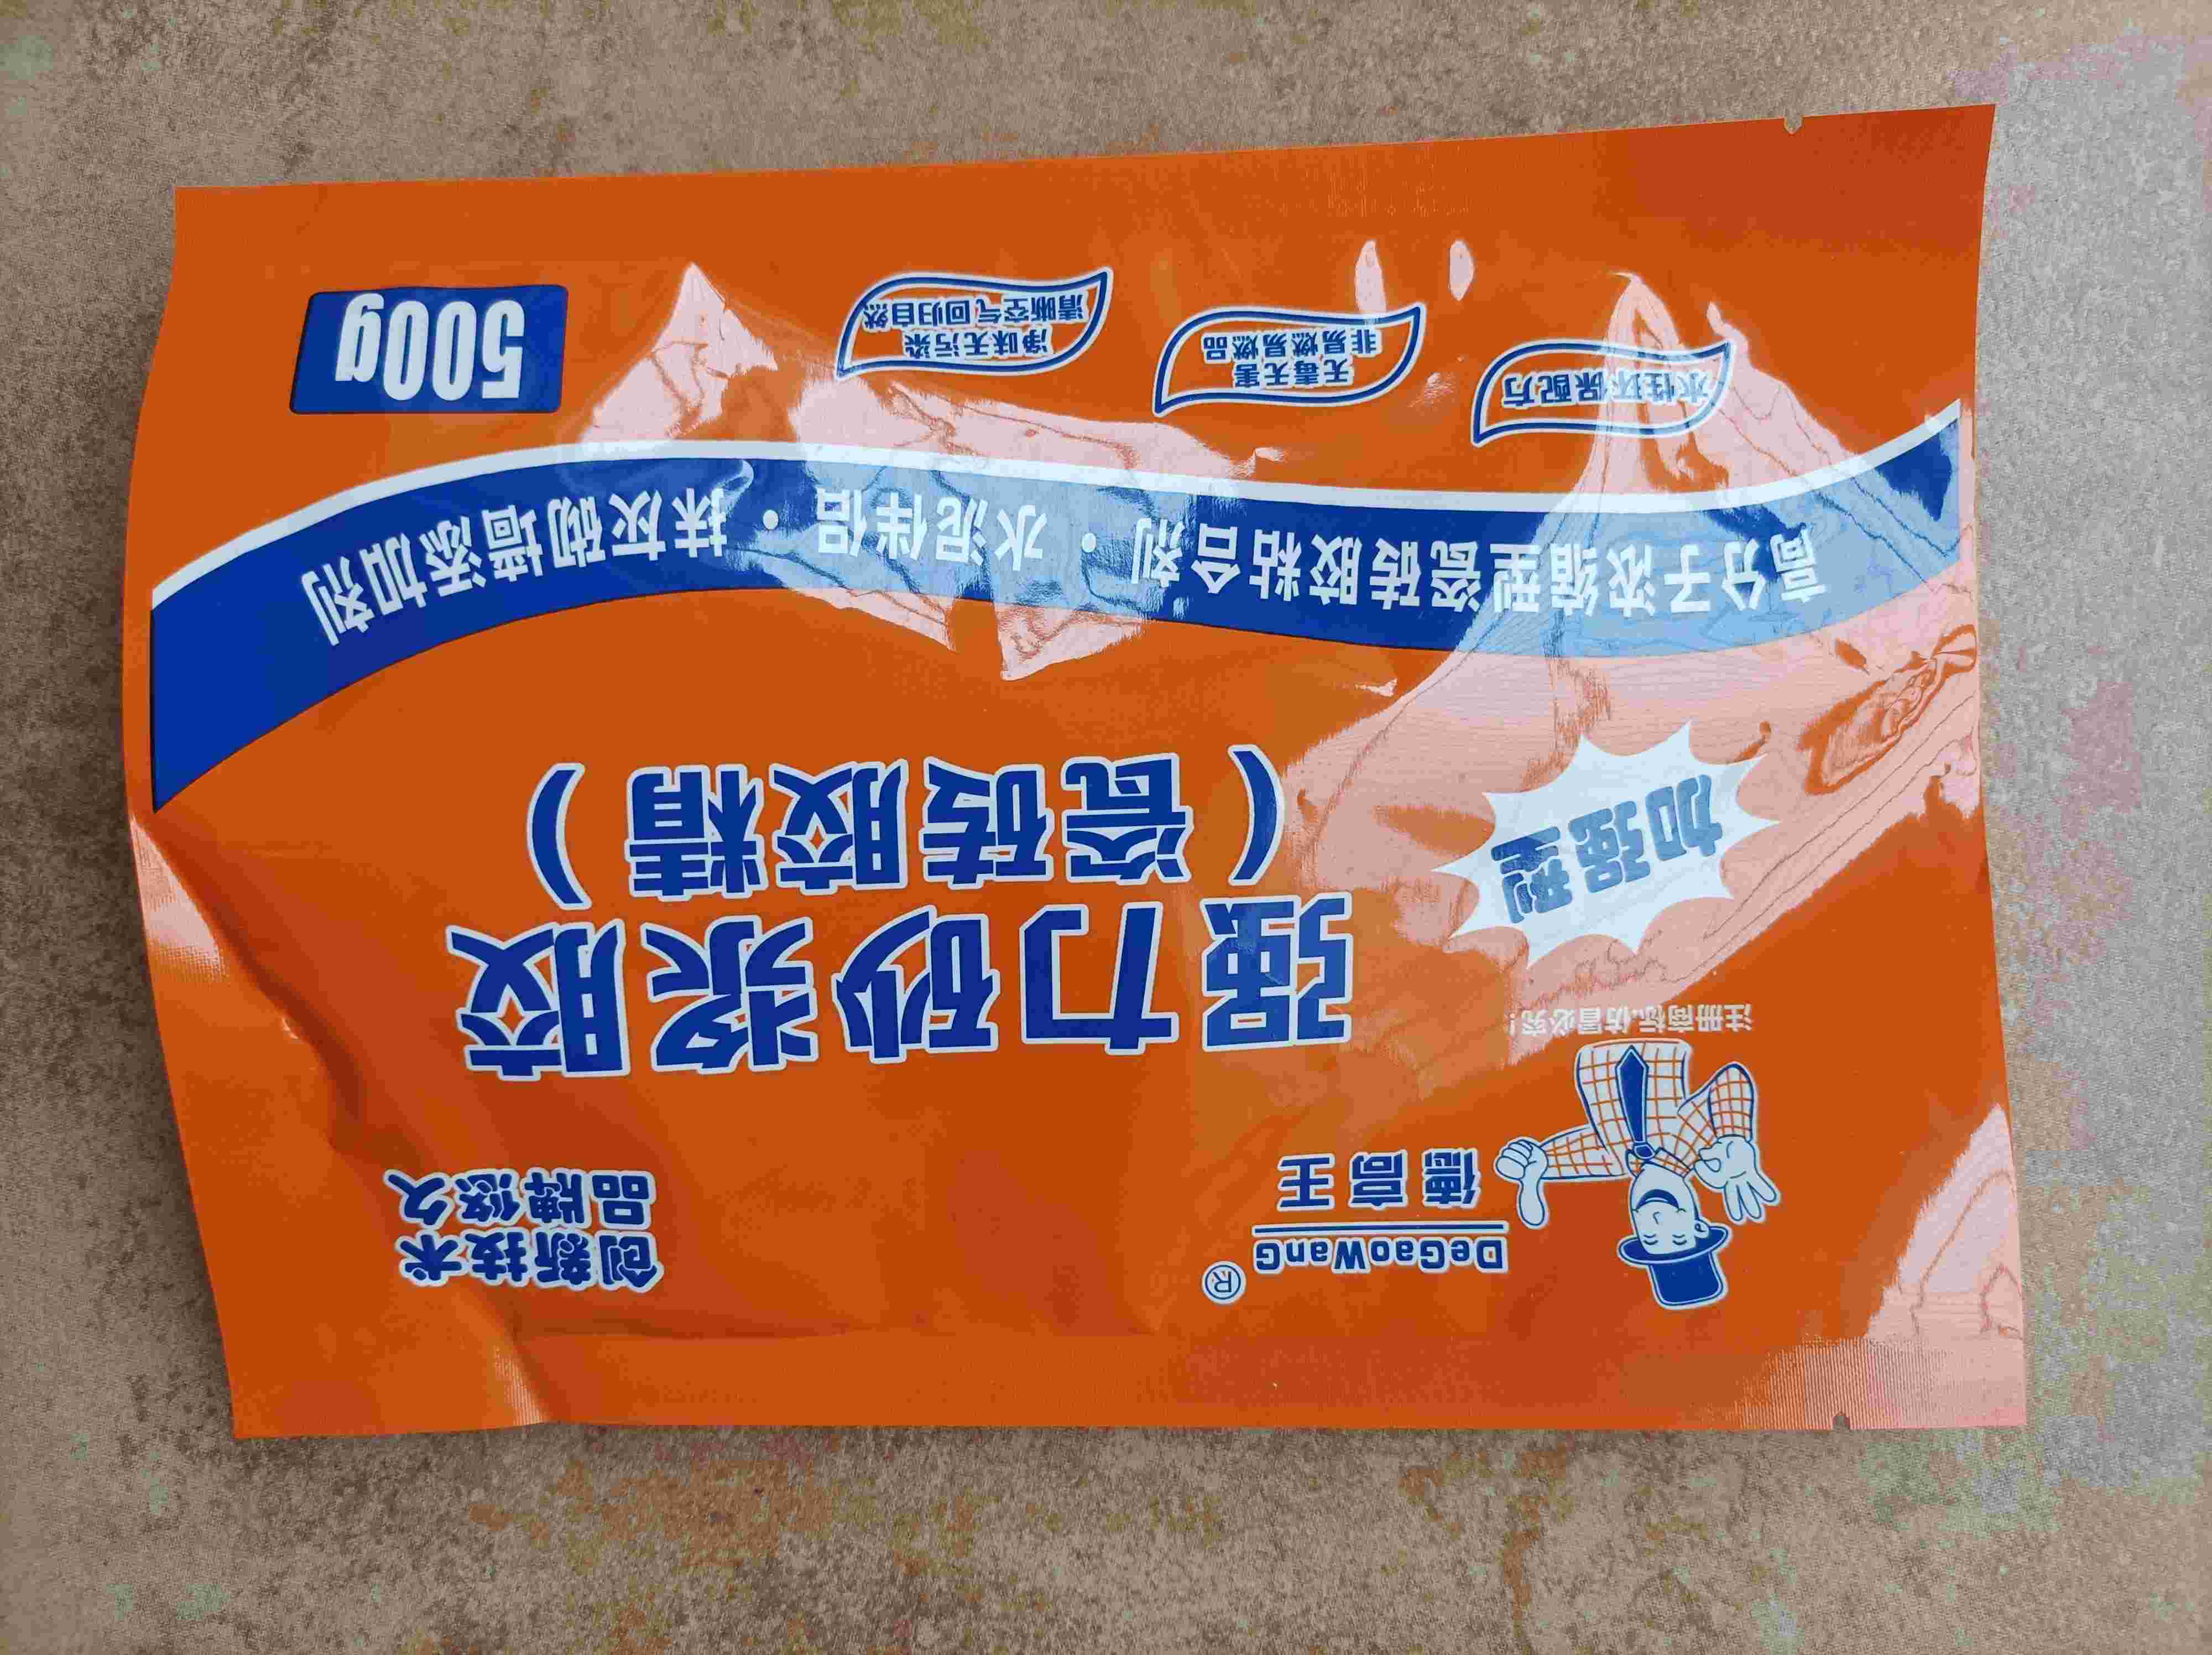 DeGaoWanG ®
德高王
创新技术
品牌悠久
注册商标.仿冒必究!
强力砂浆胶
加强型
(瓷砖胶精)
高分子浓缩型瓷砖胶粘合剂·水泥伴侣·抹灰砌墙添加剂
水性环保配方
无毒无害
非易燃易燃品
净味无污染
清晰空气回归自然
500g